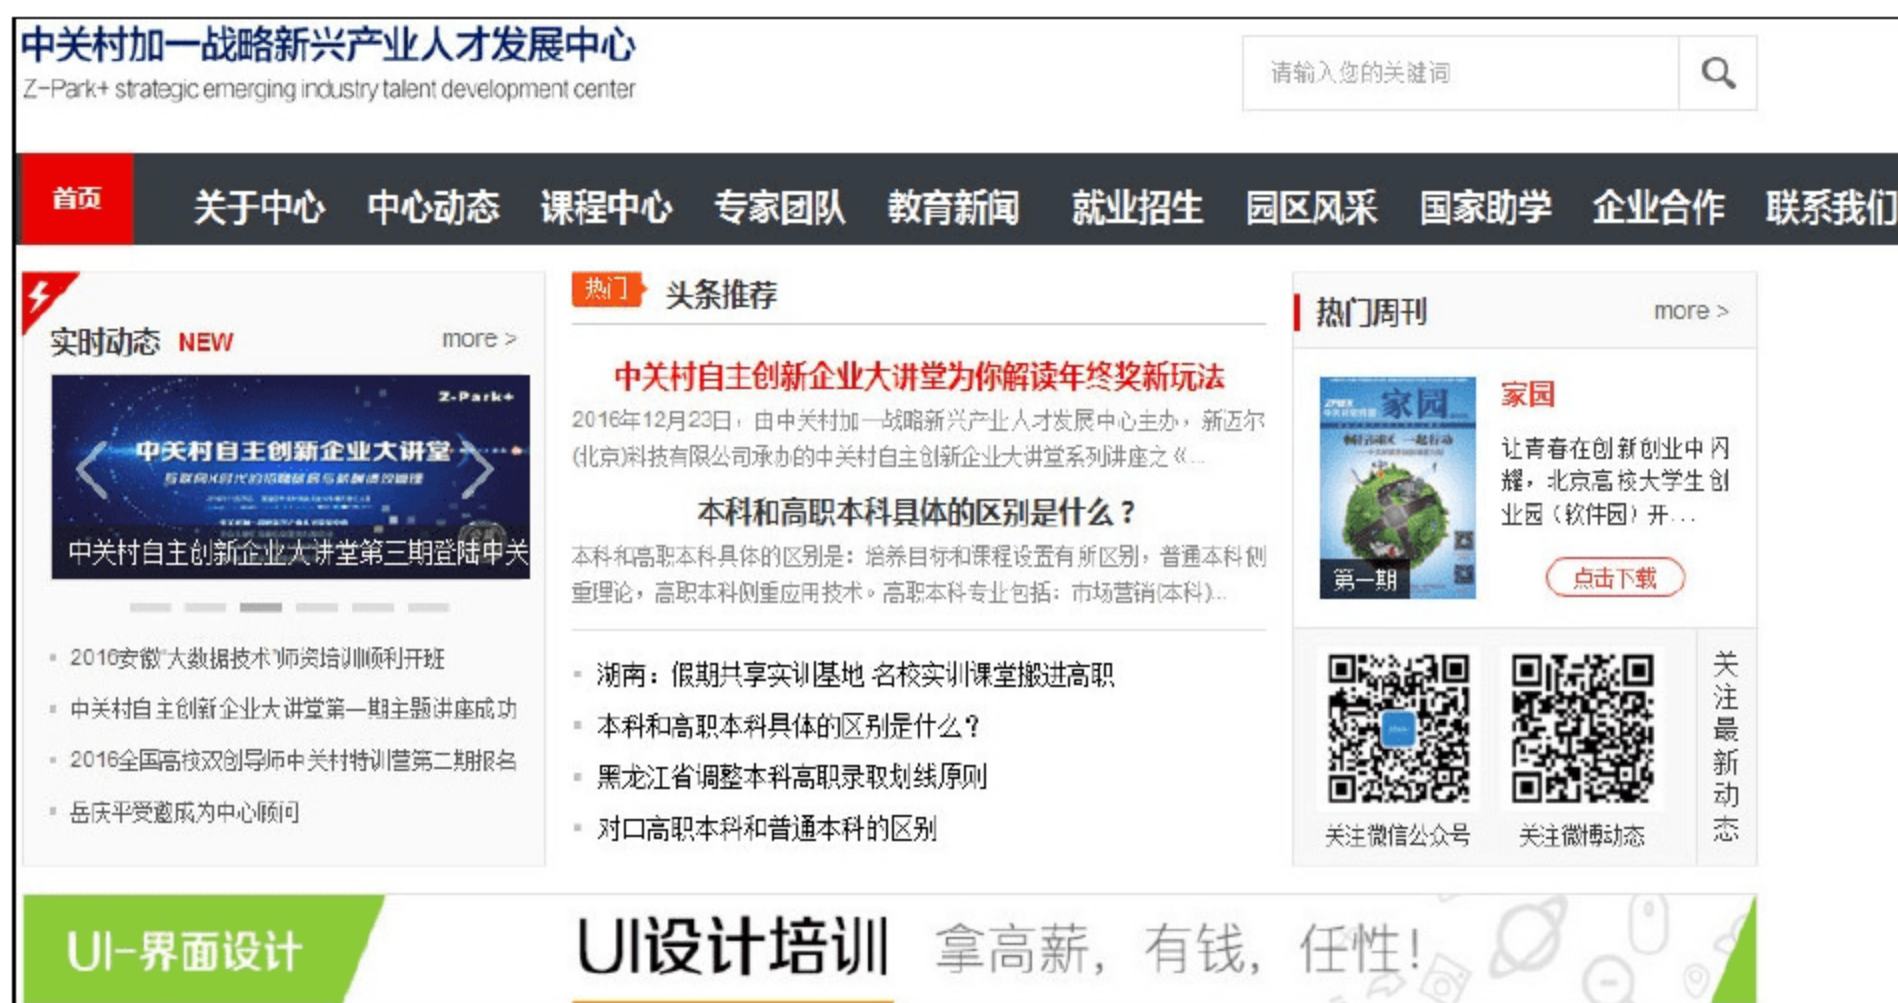 中关村加一战略新兴产业人才发展中心
Z-Park+ strategic emerging industry talent development center
请输入您的关键词
首页 关于中心 中心动态 课程中心 专家团队 教育新闻 就业招生 园区风采 国家助学 企业合作 联系我们
实时动态 NEW more >
Z-Park+
中关村自主创新企业大讲堂
中关村自主创新企业大讲堂第三期登陆中关
2016安徽“大数据技术”师资培训顺利开班
中关村自主创新企业大讲堂第一期主题讲座成功
2016全国高校双创导师中关村特训营第二期报名
岳庆平受邀成为中心顾问
热门 头条推荐
中关村自主创新企业大讲堂为你解读年终奖新玩法
2016年12月23日，由中关村加一战略新兴产业人才发展中心主办，新迈尔
(北京)科技有限公司承办的中关村自主创新企业大讲堂系列讲座之《...
本科和高职本科具体的区别是什么？
本科和高职本科具体的区别是：培养目标和课程设置有所区别，普通本科侧
重理论，高职本科侧重应用技术。高职本科专业包括：市场营销(本科)...
湖南：假期共享实训基地 名校实训课堂搬进高职
本科和高职本科具体的区别是什么？
黑龙江省调整本科高职录取划线原则
对口高职本科和普通本科的区别
热门周刊 more >
家园
第一期
家园
让青春在创新创业中闪
耀，北京高校大学生创
业园（软件园）开...
点击下载
关注微信公众号
关注微博动态
关注最新动态
UI-界面设计
UI设计培训 拿高薪，有钱，任性！